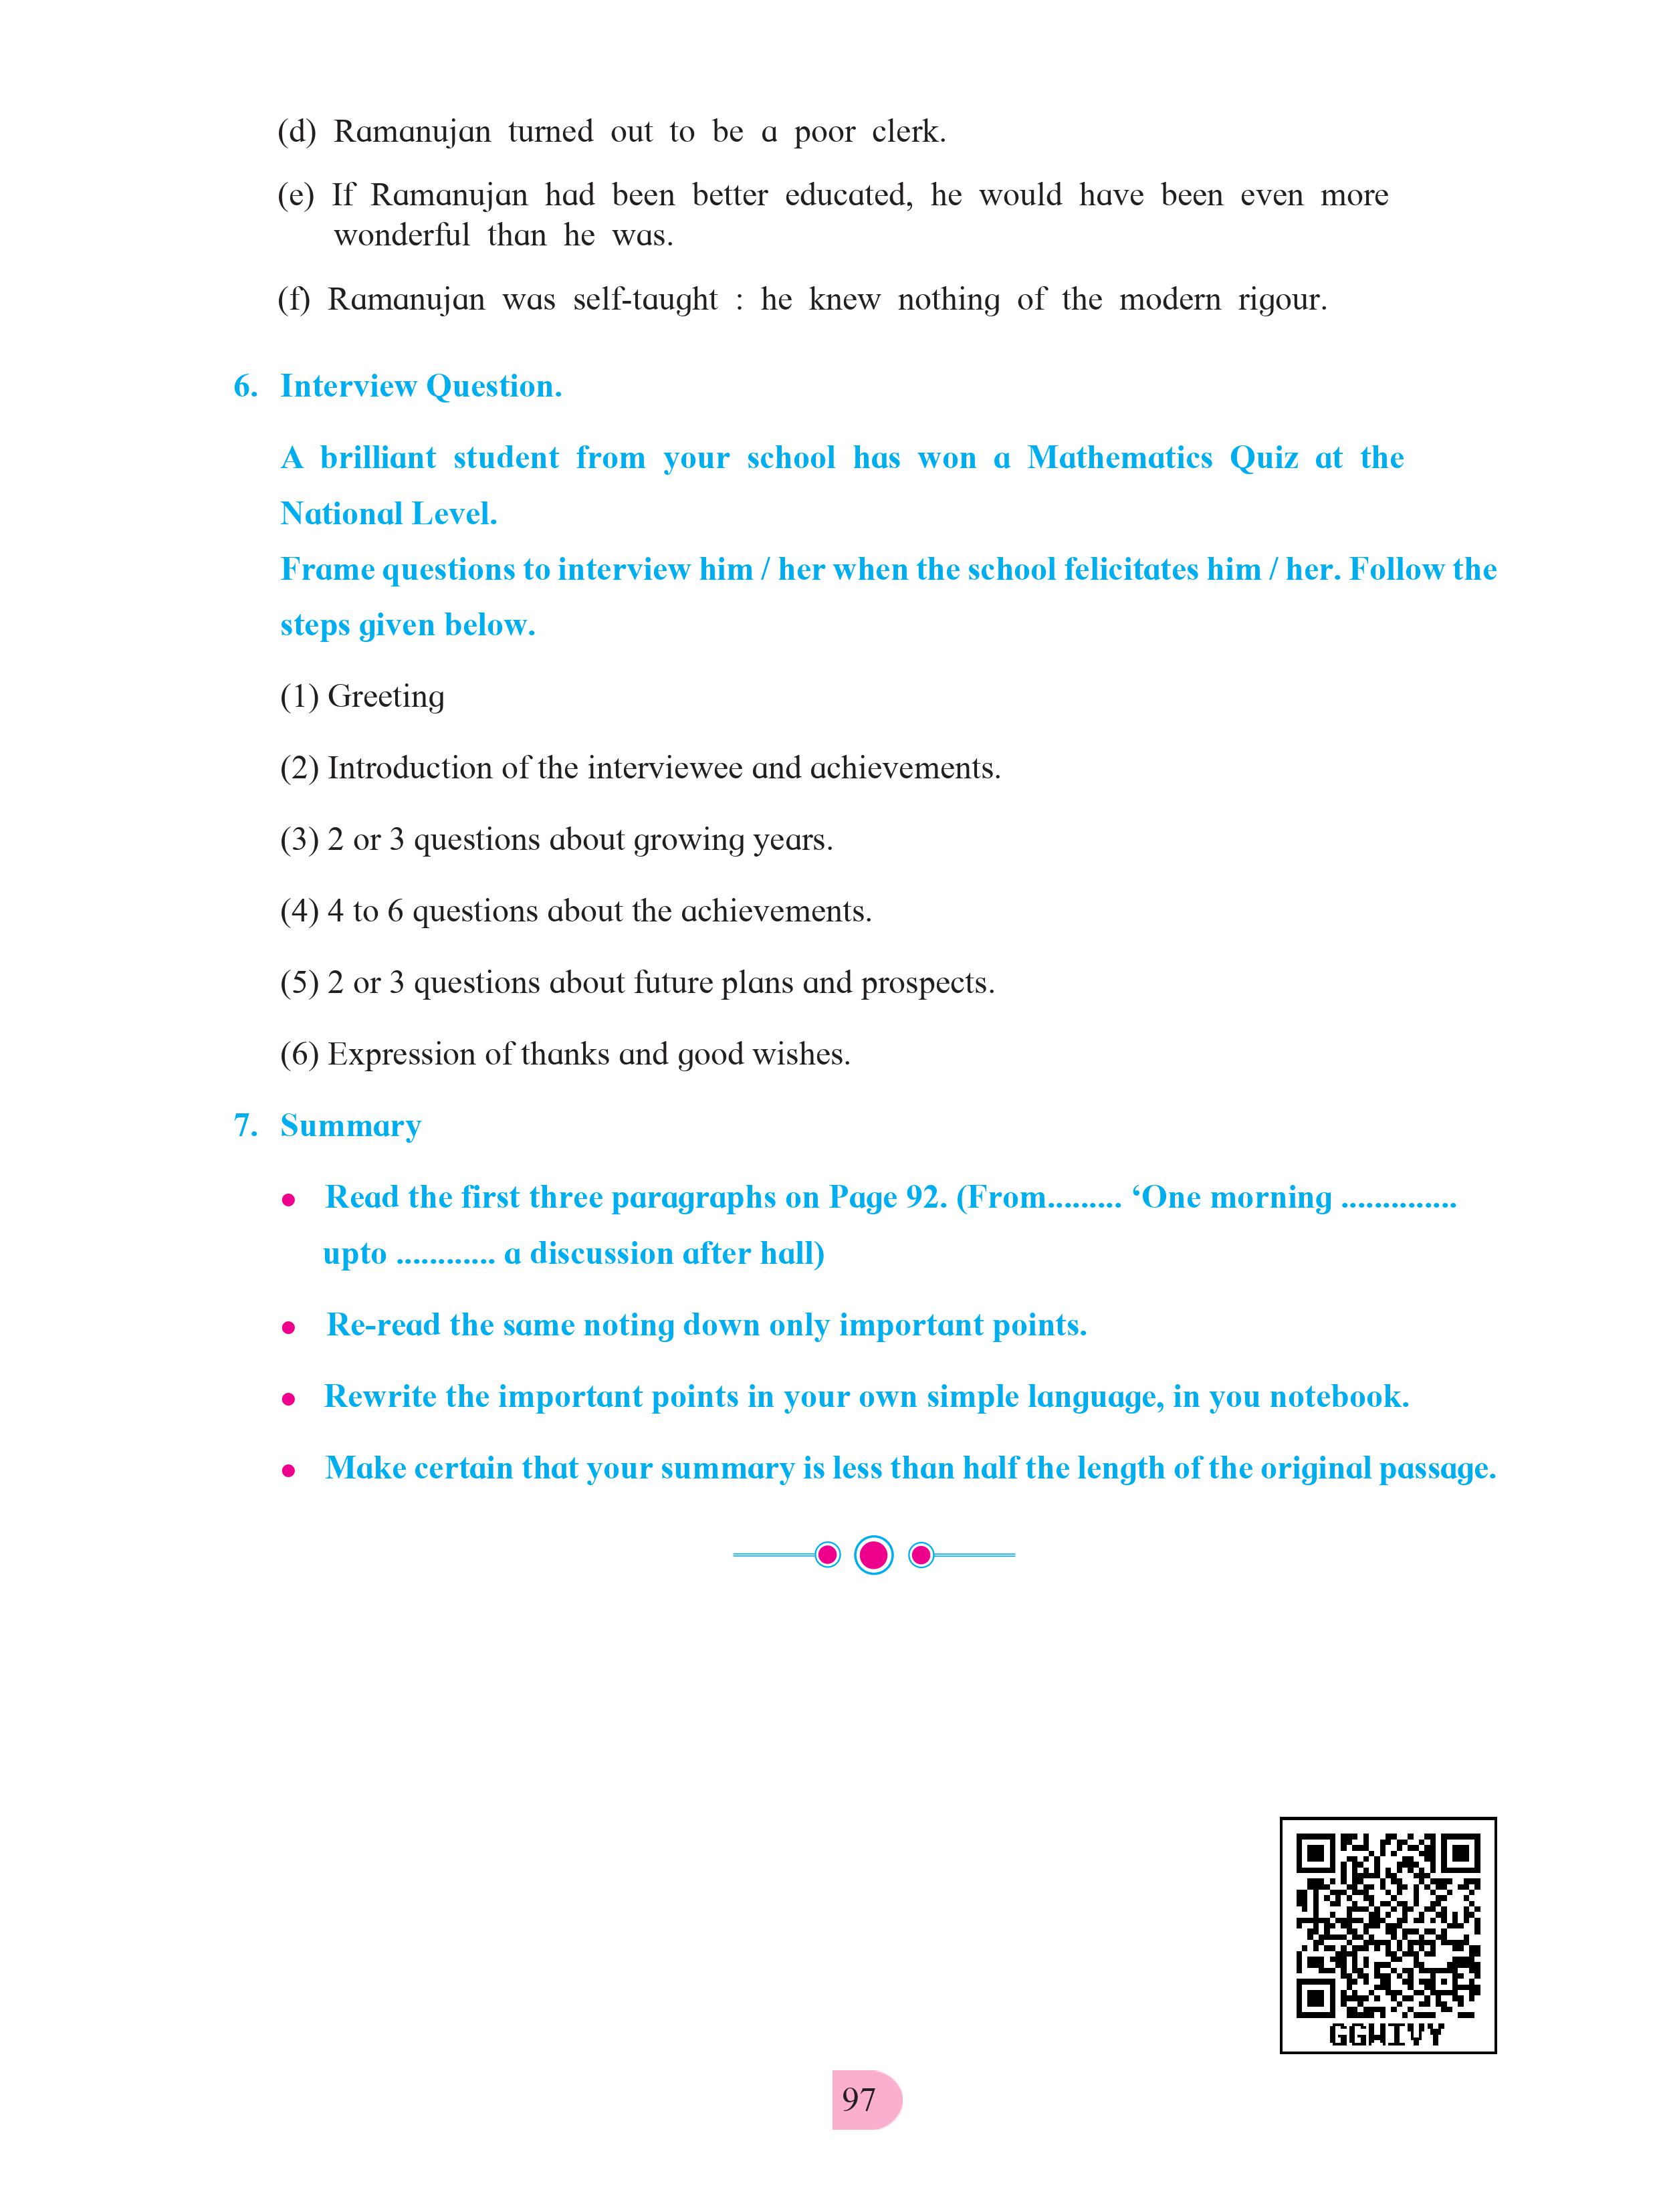 (d) Ramanujan turned out to be a poor clerk.
(e) If Ramanujan had been better educated, he would have been even more
wonderful than he was.
(f) Ramanujan was self-taught : he knew nothing of the modern rigour.
6. Interview Question.
A brilliant student from your school has won a Mathematics Quiz at the
National Level.
Frame questions to interview him / her when the school felicitates him / her. Follow the
steps given below.
(1) Greeting
(2) Introduction of the interviewee and achievements.
(3) 2 or 3 questions about growing years.
(4) 4 to 6 questions about the achievements.
(5) 2 or 3 questions about future plans and prospects.
(6) Expression of thanks and good wishes.
7. Summary
• Read the first three paragraphs on Page 92. (From......... ‘One morning ..............
upto ............ a discussion after hall)
• Re-read the same noting down only important points.
• Rewrite the important points in your own simple language, in you notebook.
• Make certain that your summary is less than half the length of the original passage.
GGHIVY
97